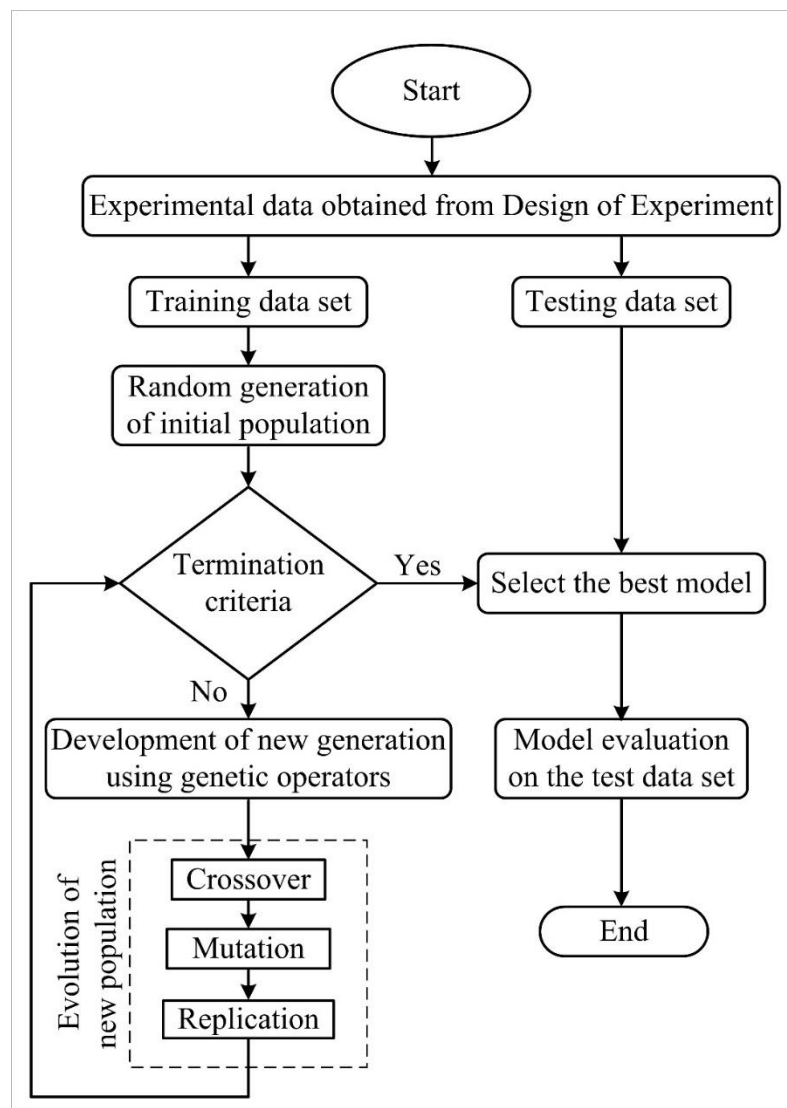 Start
Experimental data obtained from Design of Experiment
Training data set
Testing data set
Random generation
of initial population
Termination
criteria
Yes
Select the best model
No
Development of new generation
using genetic operators
Model evaluation
on the test data set
Evolution of
new population
Crossover
Mutation
Replication
End